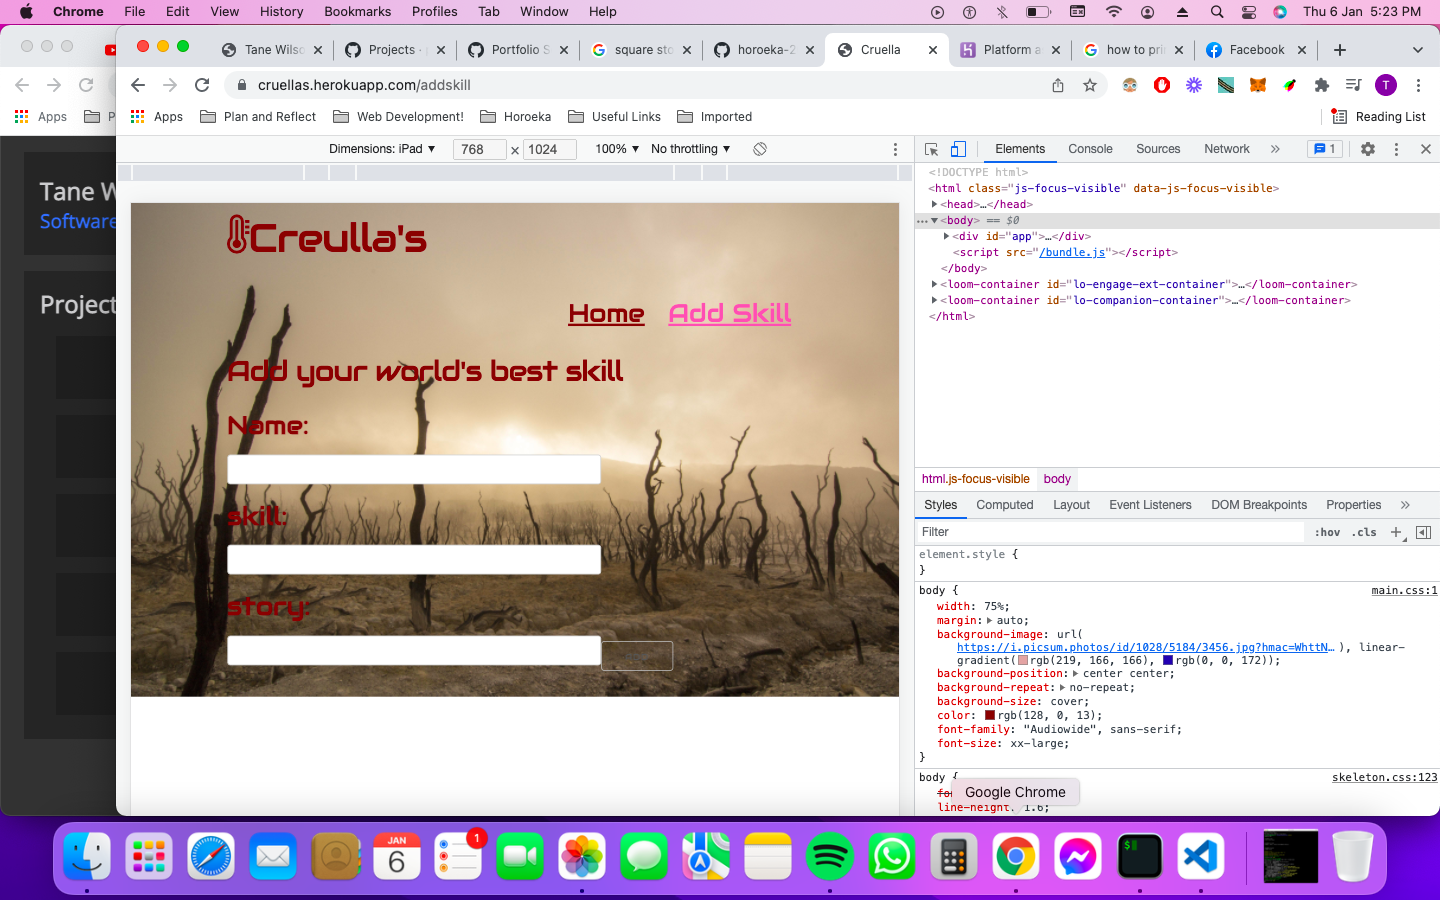 Chrome File Edit View History Bookmarks Profiles Tab Window Help Thu 6 Jan 5:23 PM
Tane Wilso Projects · Portfolio S square sto horoeka-2 Cruella Platform a how to pri Facebook
cruellas.herokuapp.com/addskill T
Apps P
Apps Plan and Reflect Web Development! Horoeka Useful Links Imported Reading List
Tane W
Software
Project
Dimensions: iPad ▼ 768 × 1024 100% ▼ No throttling ▼
Elements Console Sources Network » 1
Creulla's
Home Add Skill
Add your world's best skill
Name:
skill:
story:
<!DOCTYPE html>
<html class="js-focus-visible" data-js-focus-visible>
▶<head>…</head>
…▼<body> == $0
▶<div id="app">…</div>
<script src="/bundle.js"></script>
</body>
▶<loom-container id="lo-engage-ext-container">…</loom-container>
▶<loom-container id="lo-companion-container">…</loom-container>
</html>
html.js-focus-visible body
Styles Computed Layout Event Listeners DOM Breakpoints Properties »
Filter :hov .cls +
element.style {
}
body { main.css:1
width: 75%;
margin:▶auto;
background-image: url(
https://i.picsum.photos/id/1028/5184/3456.jpg?hmac=WhttN…), linear-
gradient(rgb(219, 166, 166), rgb(0, 0, 172));
background-position:▶center center;
background-repeat:▶no-repeat;
background-size: cover;
color: rgb(128, 0, 13);
font-family: "Audiowide", sans-serif;
font-size: xx-large;
}
body { skeleton.css:123
line-height: 1.6;
Google Chrome
JAN
6
1
$